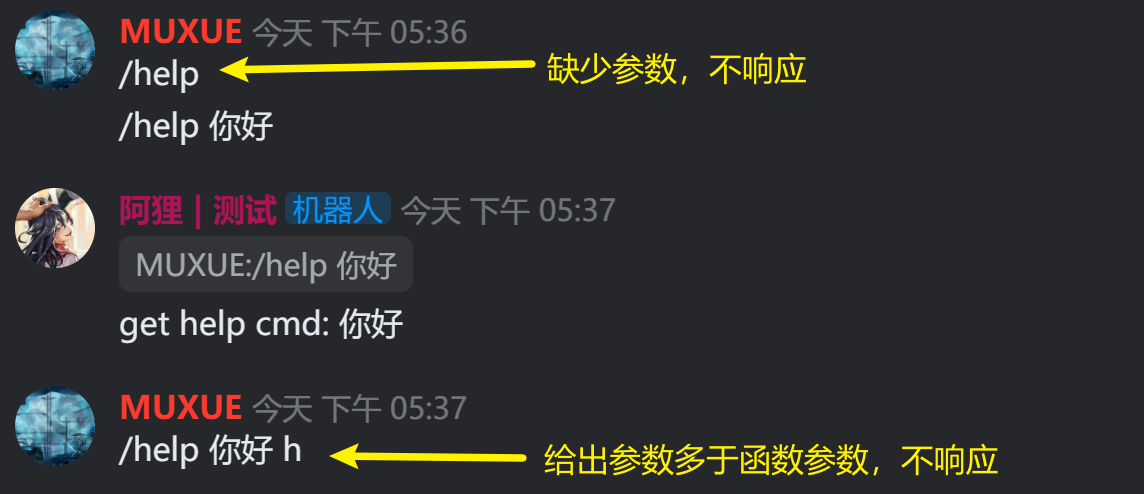 MUXUE 今天 下午 05:36
/help
缺少参数，不响应
/help 你好
阿狸 | 测试 机器人 今天 下午 05:37
MUXUE:/help 你好
get help cmd: 你好
MUXUE 今天 下午 05:37
/help 你好 h
给出参数多于函数参数，不响应